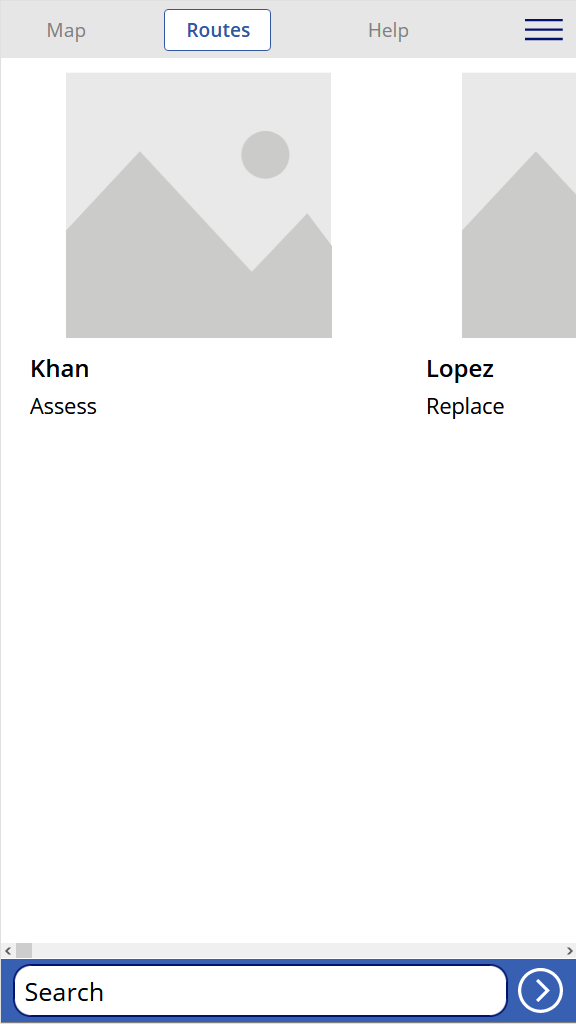 Map Routes Help
Khan
Assess
Lopez
Replace
Search